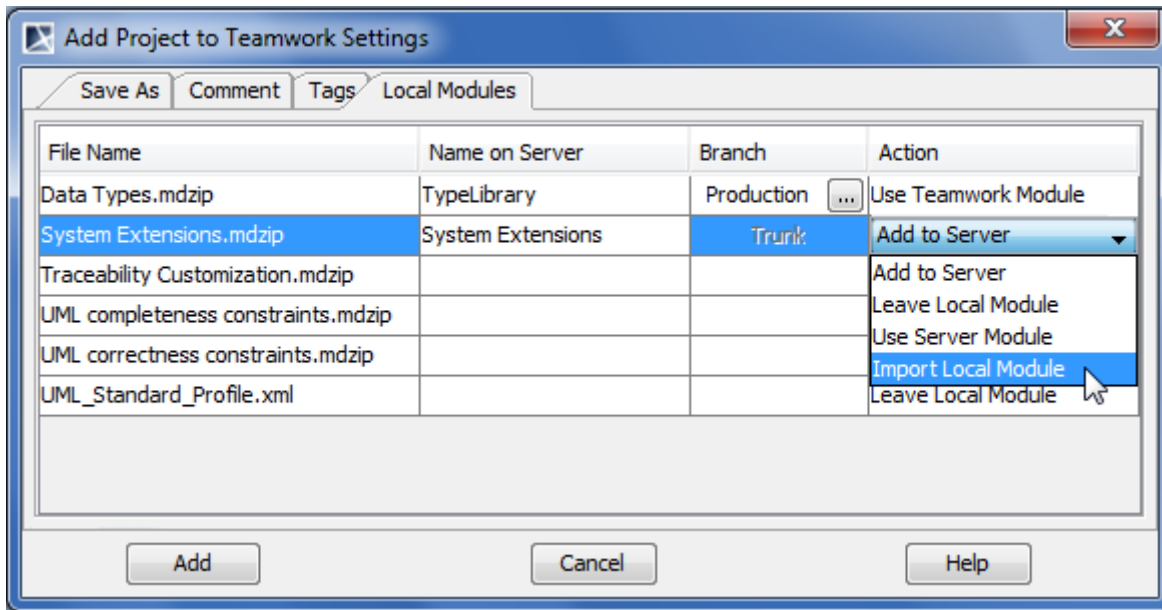 Add Project to Teamwork Settings
Save As Comment Tags Local Modules
File Name Name on Server Branch Action
Data Types.mdzip TypeLibrary Production ... Use Teamwork Module
System Extensions.mdzip System Extensions Trunk Add to Server
Traceability Customization.mdzip Add to Server
UML completeness constraints.mdzip Leave Local Module
Use Server Module
UML correctness constraints.mdzip Import Local Module
UML_Standard_Profile.xml Leave Local Module
Add Cancel Help